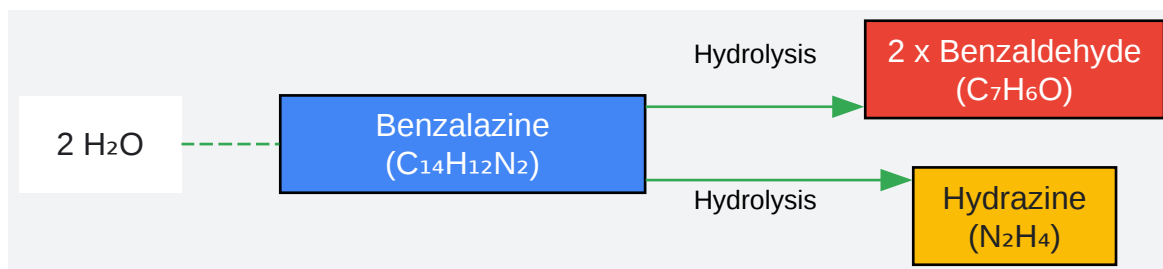 Hydrolysis
2 x Benzaldehyde
(C₇H₆O)
2 H₂O
Benzalazine
(C₁₄H₁₂N₂)
Hydrolysis
Hydrazine
(N₂H₄)